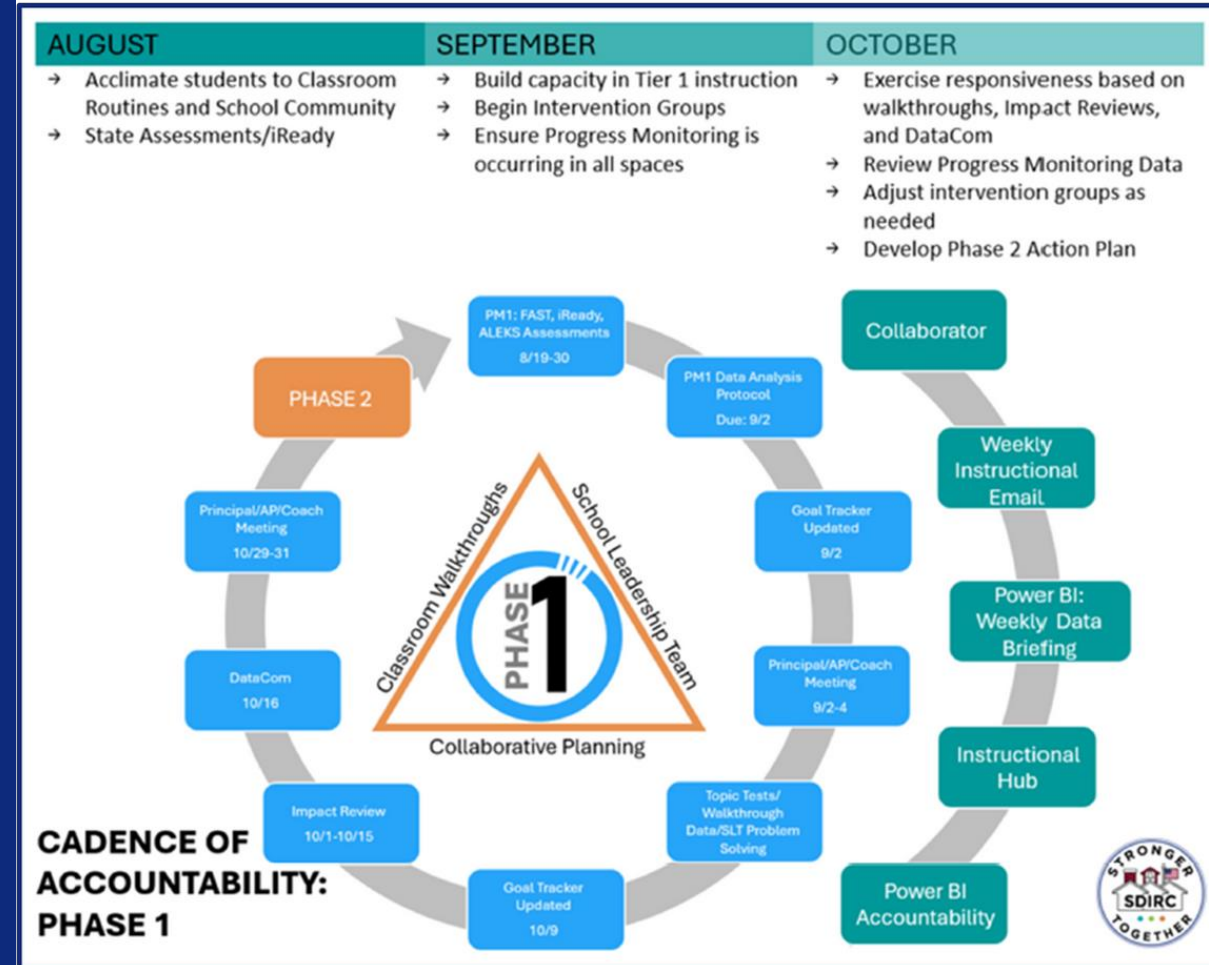 AUGUST
→ Acclimate students to Classroom
Routines and School Community
→ State Assessments/iReady
SEPTEMBER
→ Build capacity in Tier 1 instruction
→ Begin Intervention Groups
→ Ensure Progress Monitoring is
occurring in all spaces
OCTOBER
→ Exercise responsiveness based on
walkthroughs, Impact Reviews,
and DataCom
→ Review Progress Monitoring Data
→ Adjust intervention groups as
needed
→ Develop Phase 2 Action Plan
PM1: FAST, iReady,
ALEKS Assessments
8/19-30
PM1 Data Analysis
Protocol
Due: 9/2
Goal Tracker
Updated
9/2
Principal/AP/Coach
Meeting
9/2-4
Topic Tests/
Walkthrough
Data/SLT Problem
Solving
Goal Tracker
Updated
10/9
Impact Review
10/1-10/15
DataCom
10/16
Principal/AP/Coach
Meeting
10/29-31
PHASE 2
Classroom Walkthroughs
School Leadership Team
Collaborative Planning
PHASE 1
Collaborator
Weekly
Instructional
Email
Power BI:
Weekly Data
Briefing
Instructional
Hub
Power BI
Accountability
CADENCE OF
ACCOUNTABILITY:
PHASE 1
STRONGER
SDIRC
TOGETHER